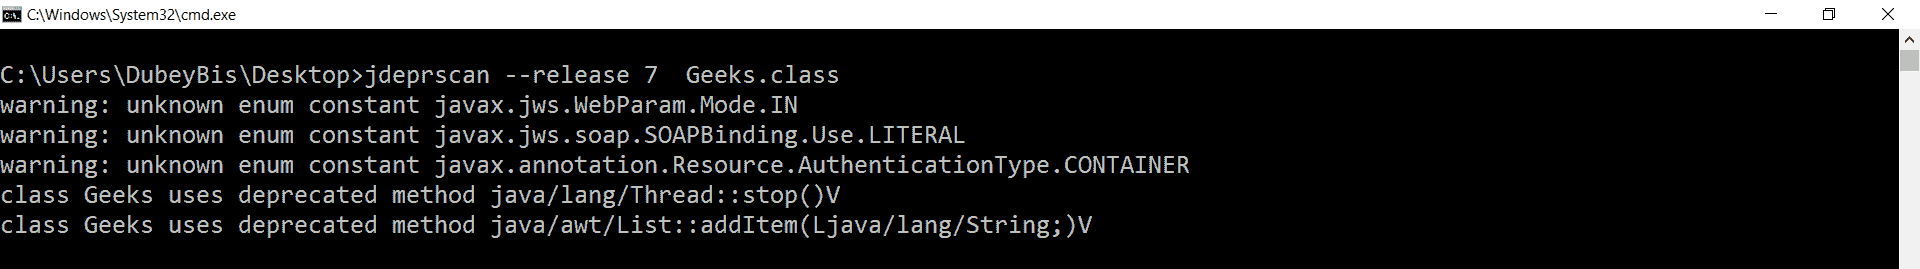 C:\Windows\System32\cmd.exe
C:\Users\DubeyBis\Desktop>jdeprscan --release 7  Geeks.class
warning: unknown enum constant javax.jws.WebParam.Mode.IN
warning: unknown enum constant javax.jws.soap.SOAPBinding.Use.LITERAL
warning: unknown enum constant javax.annotation.Resource.AuthenticationType.CONTAINER
class Geeks uses deprecated method java/lang/Thread::stop()V
class Geeks uses deprecated method java/awt/List::addItem(Ljava/lang/String;)V